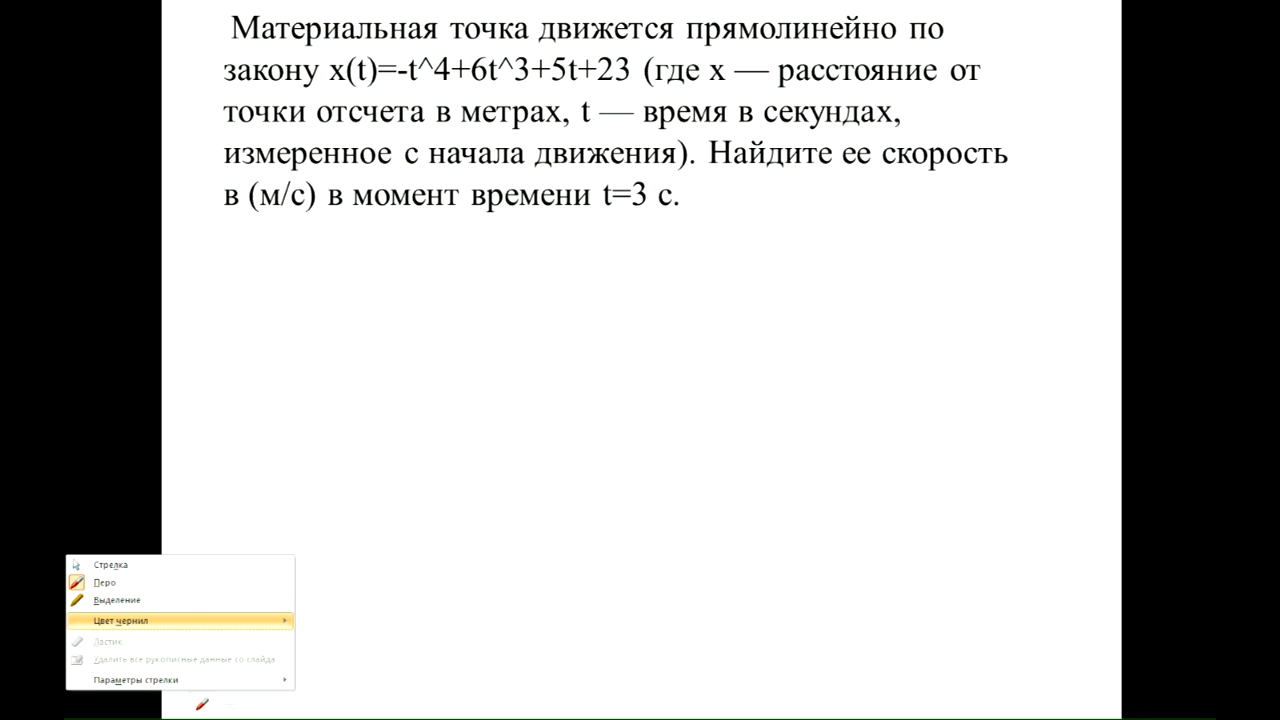 Материальная точка движется прямолинейно по
закону x(t)=-t^4+6t^3+5t+23 (где x — расстояние от
точки отсчета в метрах, t — время в секундах,
измеренное с начала движения). Найдите ее скорость
в (м/с) в момент времени t=3 с.
Стрелка
Перо
Выделение
Цвет чернил
Ластик
Удалить все рукописные данные со слайда
Параметры стрелки